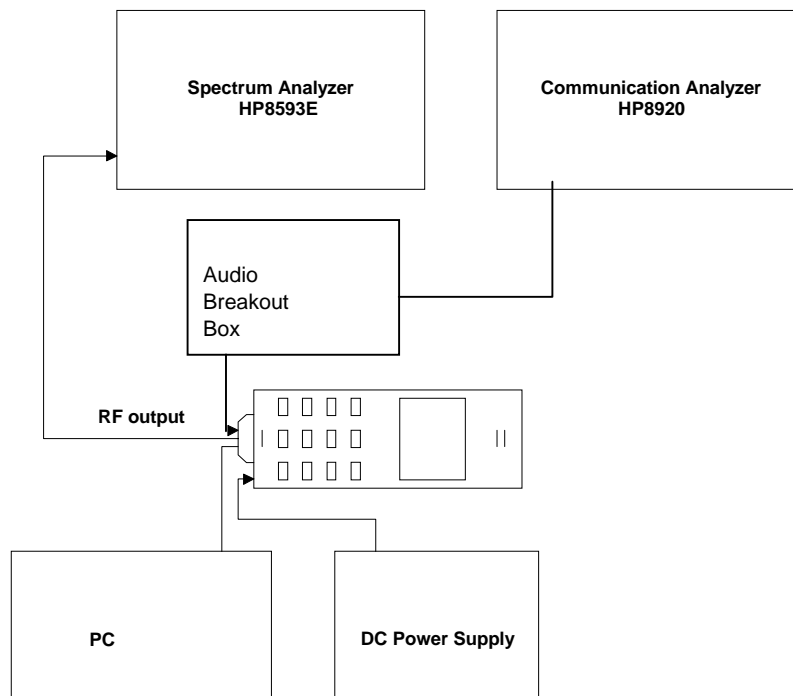 Spectrum Analyzer
HP8593E
Communication Analyzer
HP8920
Audio
Breakout
Box
RF output
PC
DC Power Supply